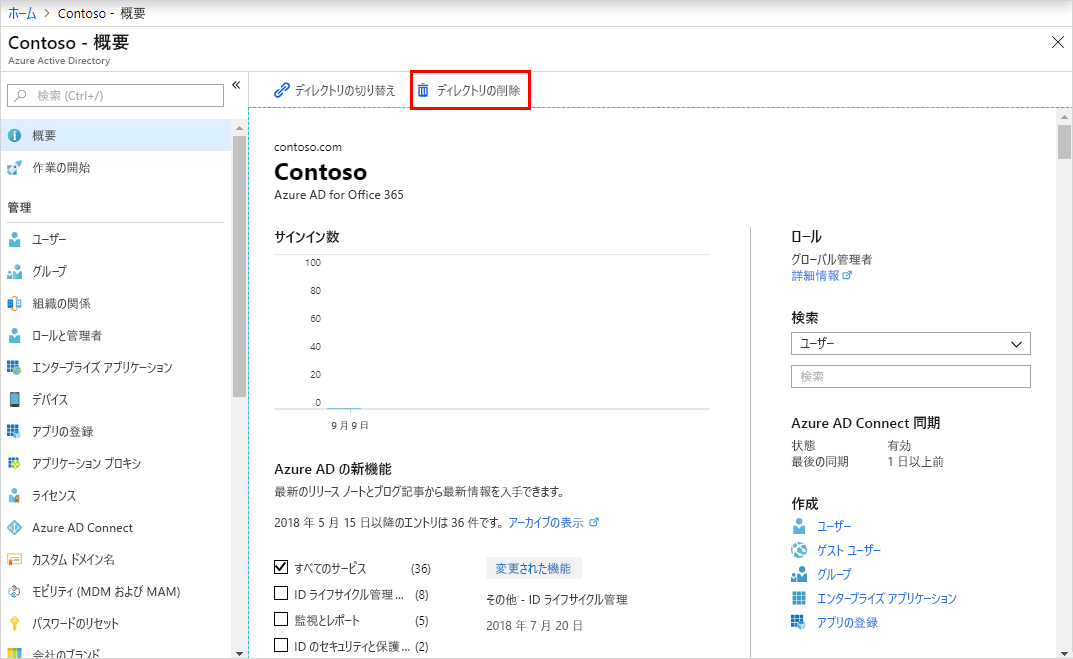 ホーム > Contoso - 概要
Contoso - 概要
Azure Active Directory
検索 (Ctrl+/)
概要
作業の開始
管理
ユーザー
グループ
組織の関係
ロールと管理者
エンタープライズ アプリケーション
デバイス
アプリの登録
アプリケーション プロキシ
ライセンス
Azure AD Connect
カスタム ドメイン名
モビリティ (MDM および MAM)
パスワードのリセット
会社のブランド
ディレクトリの切り替え
ディレクトリの削除
contoso.com
Contoso
Azure AD for Office 365
サインイン数
100
80
60
40
20
0
9 月 9 日
Azure AD の新機能
最新のリリース ノートとブログ記事から最新情報を入手できます。
2018 年 5 月 15 日以降のエントリは 36 件です。 アーカイブの表示
すべてのサービス (36)
ID ライフサイクル管理... (8)
監視とレポート (5)
ID のセキュリティと保護... (2)
変更された機能
その他 - ID ライフサイクル管理
2018 年 7 月 20 日
ロール
グローバル管理者
詳細情報
検索
ユーザー
検索
Azure AD Connect 同期
状態 有効
最後の同期 1 日以上前
作成
ユーザー
ゲスト ユーザー
グループ
エンタープライズ アプリケーション
アプリの登録